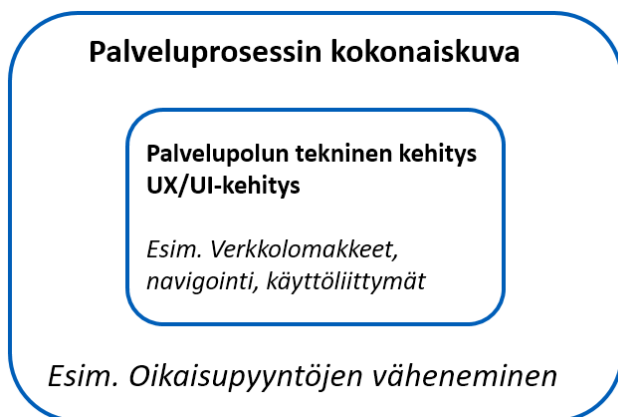 Palveluprosessin kokonaiskuva
Palvelupolun tekninen kehitys
UX/UI-kehitys
Esim. Verkkolomakkeet,
navigointi, käyttöliittymät
Esim. Oikaisupyyntöjen väheneminen